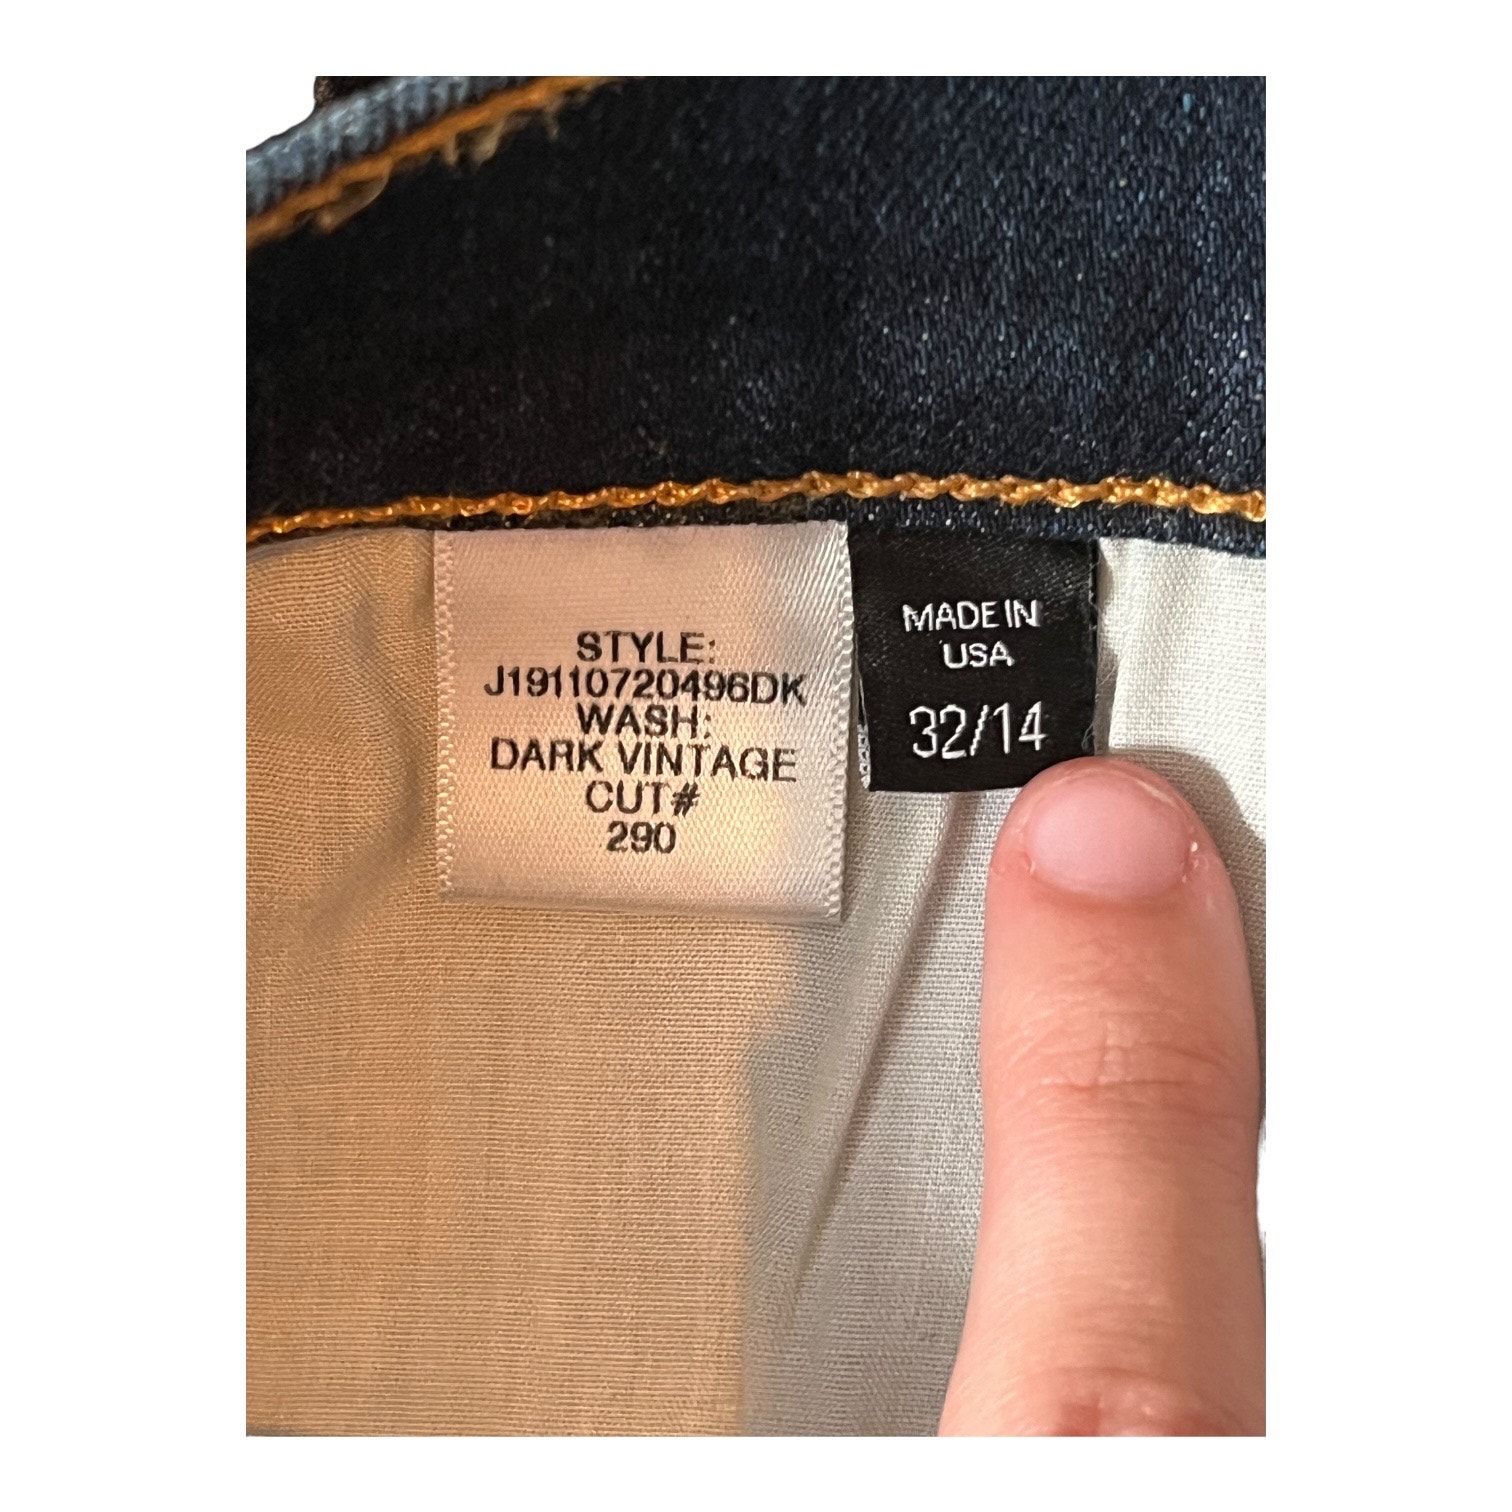 STYLE:
J19110720496DK
WASH:
DARK VINTAGE
CUT#
290
MADE IN
USA
32/14